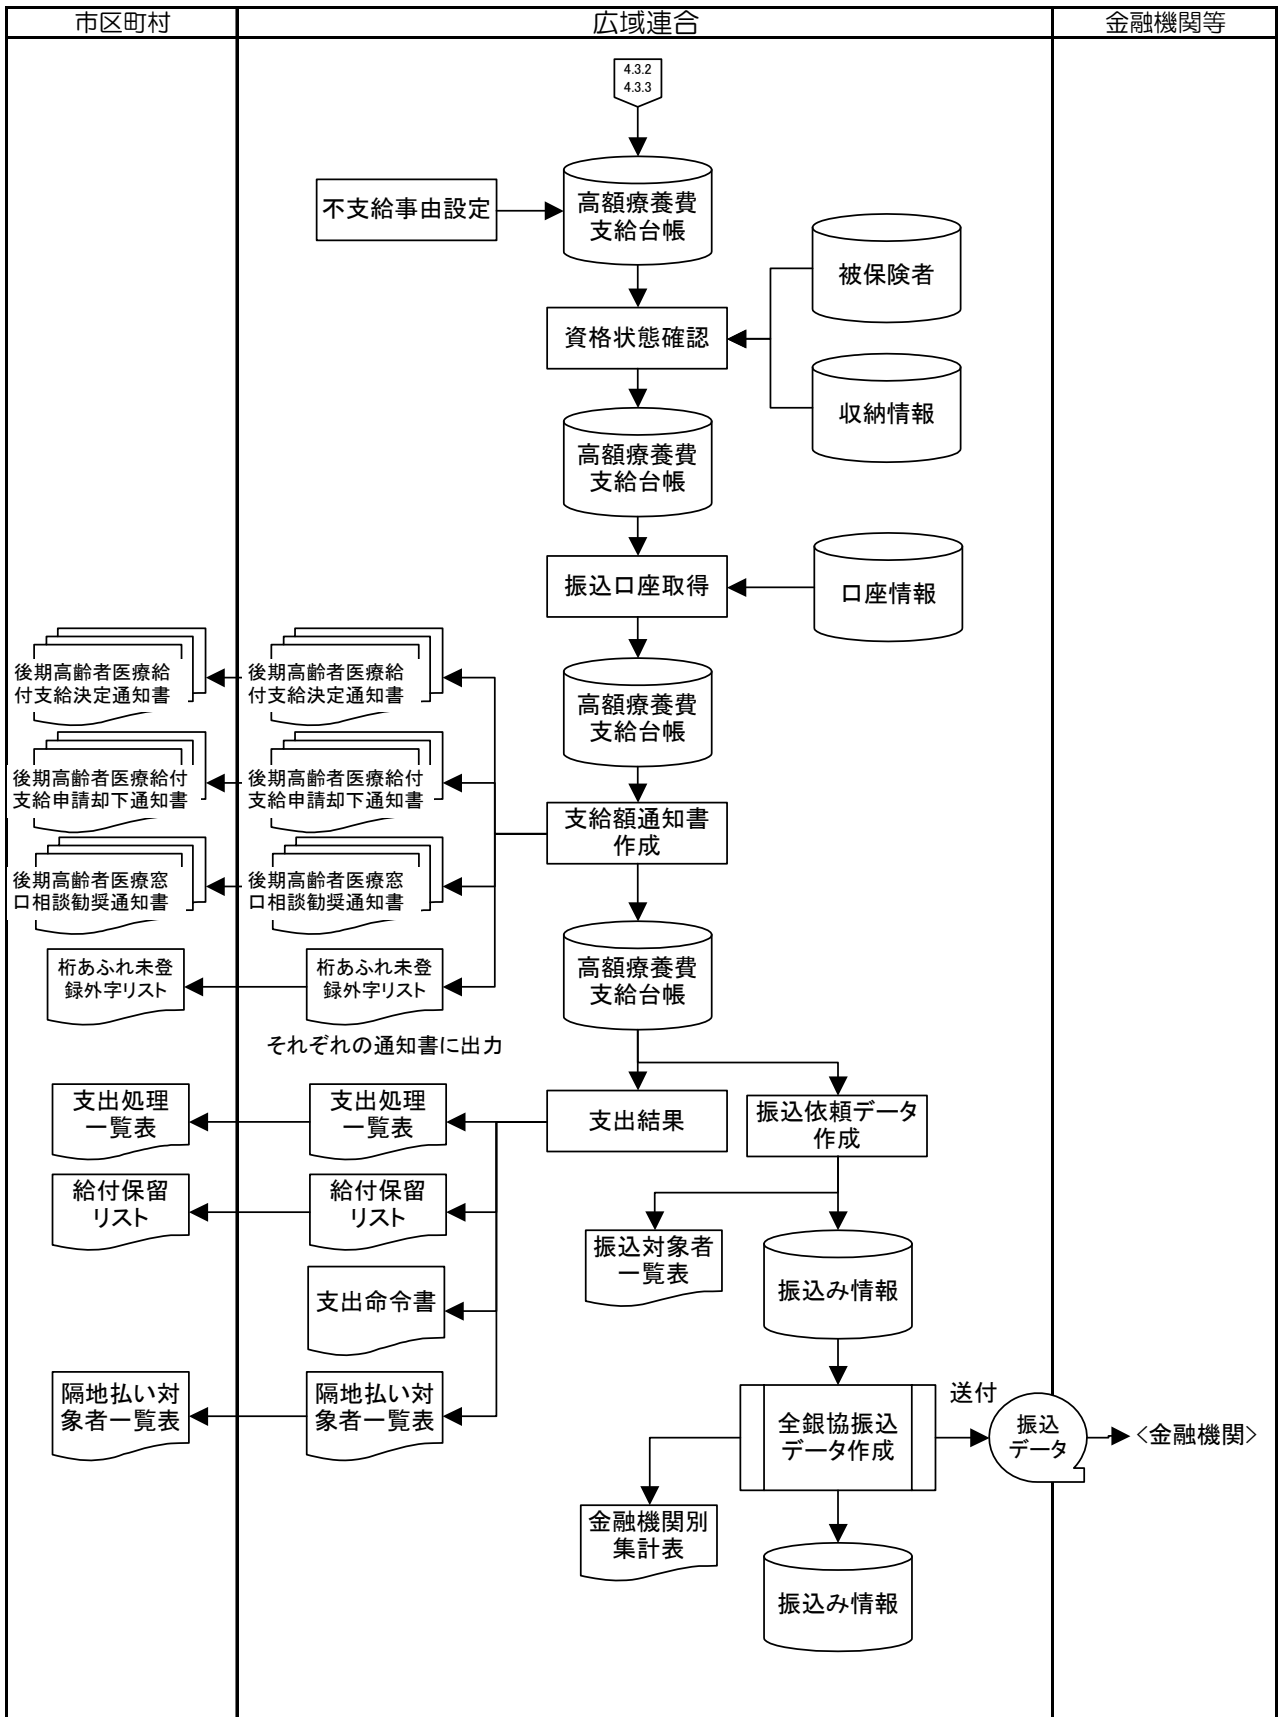 市区町村
広域連合
金融機関等
4.3.2
4.3.3
不支給事由設定
高額療養費
支給台帳
被保険者
資格状態確認
収納情報
高額療養費
支給台帳
振込口座取得
口座情報
後期高齢者医療給
付支給決定通知書
後期高齢者医療給
付支給決定通知書
高額療養費
支給台帳
後期高齢者医療給付
支給申請却下通知書
後期高齢者医療給付
支給申請却下通知書
支給額通知書
作成
後期高齢者医療窓
口相談勧奨通知書
後期高齢者医療窓
口相談勧奨通知書
桁あふれ未登
録外字リスト
桁あふれ未登
録外字リスト
高額療養費
支給台帳
それぞれの通知書に出力
支出処理
一覧表
支出処理
一覧表
支出結果
振込依頼データ
作成
給付保留
リスト
給付保留
リスト
振込対象者
一覧表
振込み情報
支出命令書
隔地払い対
象者一覧表
隔地払い対
象者一覧表
全銀協振込
データ作成
送付
振込
データ
<金融機関>
金融機関別
集計表
振込み情報